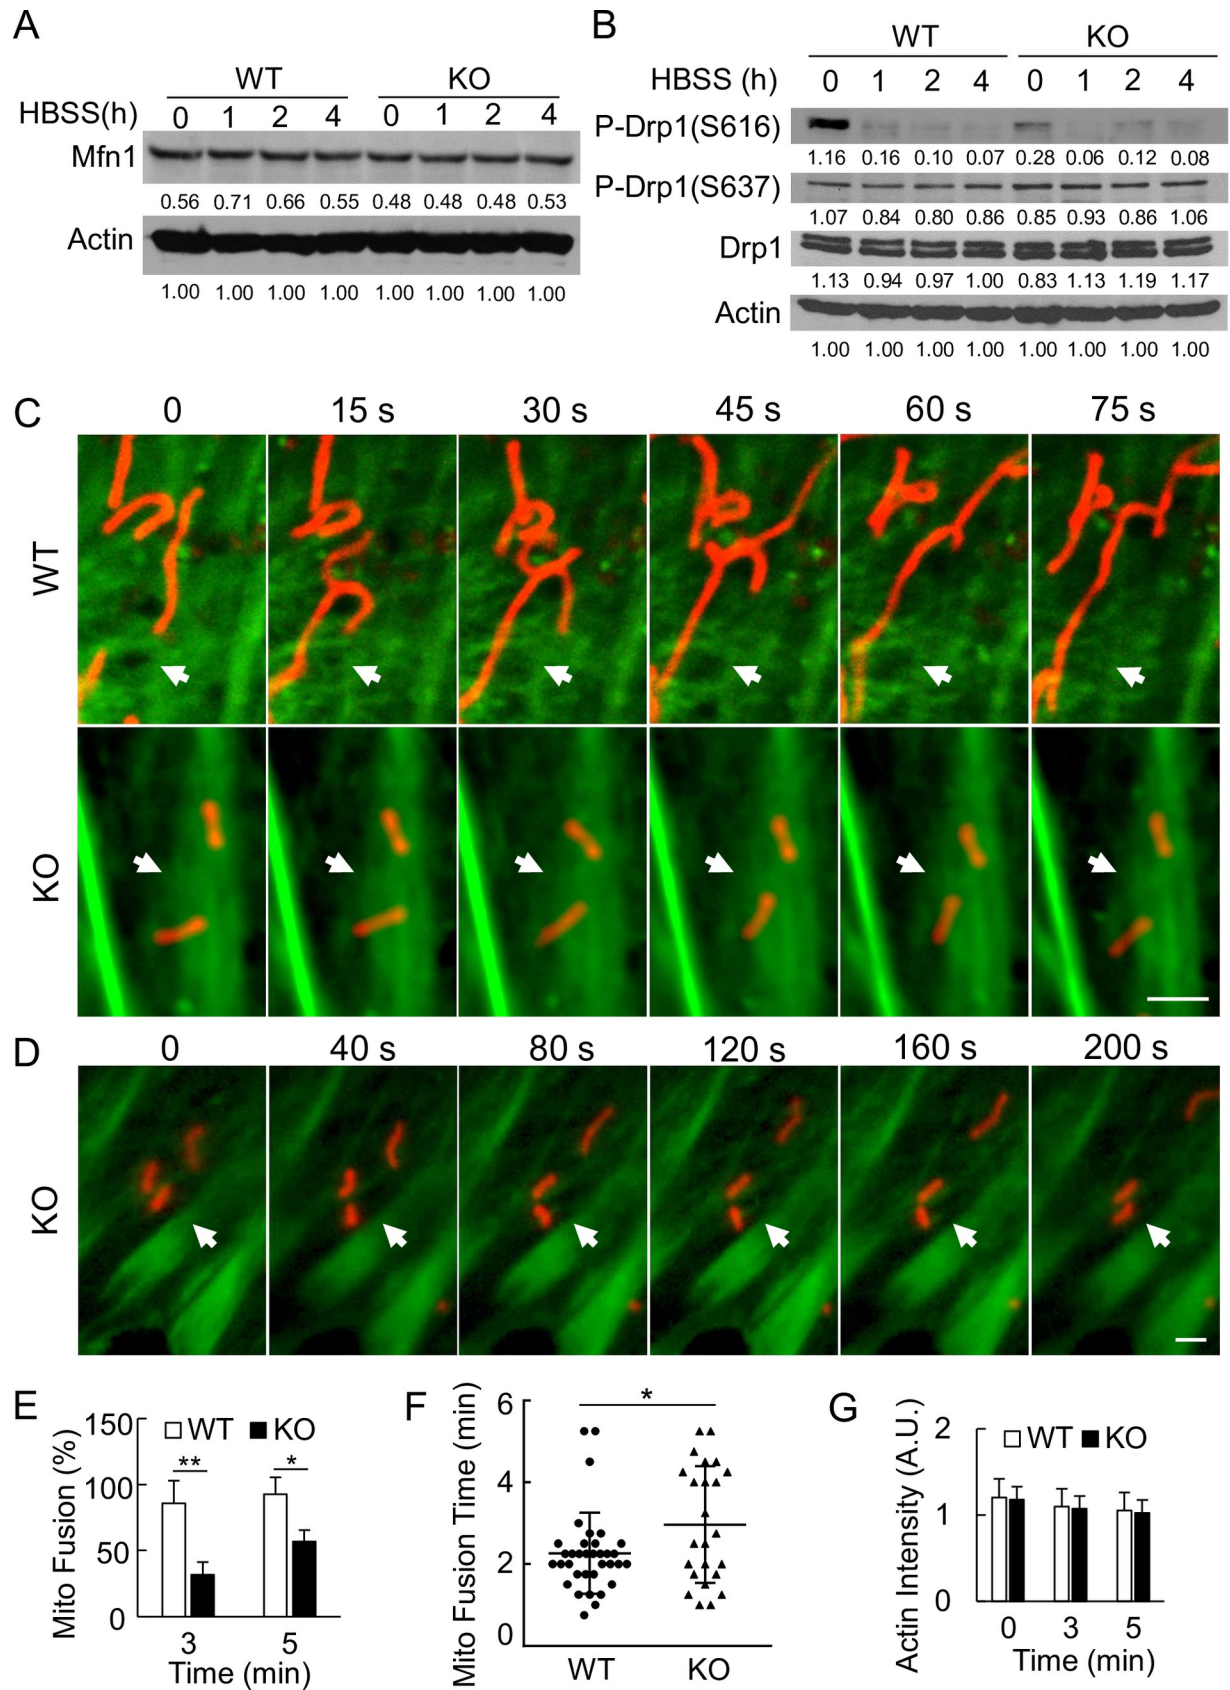 A
WT KO
HBSS(h) 0 1 2 4 0 1 2 4
Mfn1
0.56 0.71 0.66 0.55 0.48 0.48 0.48 0.53
Actin
1.00 1.00 1.00 1.00 1.00 1.00 1.00 1.00
B
WT KO
HBSS (h) 0 1 2 4 0 1 2 4
P-Drp1(S616)
1.16 0.16 0.10 0.07 0.28 0.06 0.12 0.08
P-Drp1(S637)
1.07 0.84 0.80 0.86 0.85 0.93 0.86 1.06
Drp1
1.13 0.94 0.97 1.00 0.83 1.13 1.19 1.17
Actin
1.00 1.00 1.00 1.00 1.00 1.00 1.00 1.00
C 0 15 s 30 s 45 s 60 s 75 s
WT
KO
D 0 40 s 80 s 120 s 160 s 200 s
KO
E
Mito Fusion (%)
150
100
50
0
WT KO
** *
3 5
Time (min)
F
Mito Fusion Time (min)
6
4
2
0
*
WT KO
G
Actin Intensity (A.U.)
2
1
0
WT KO
0 3 5
Time (min)